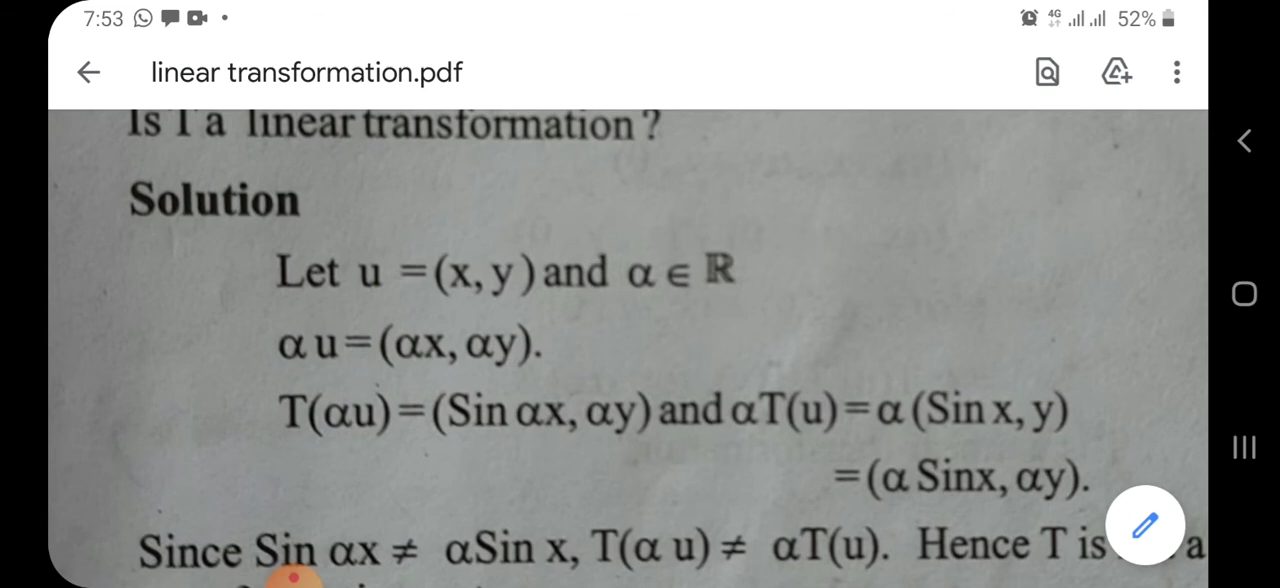 7:53
4G 52%
linear transformation.pdf
Is T a linear transformation?
Solution
Let u = (x, y) and α ∈ ℝ
αu = (αx, αy).
T(αu) = (Sin αx, αy) and αT(u) = α (Sin x, y)
= (α Sinx, αy).
Since Sin αx ≠ αSin x, T(α u) ≠ αT(u). Hence T is a